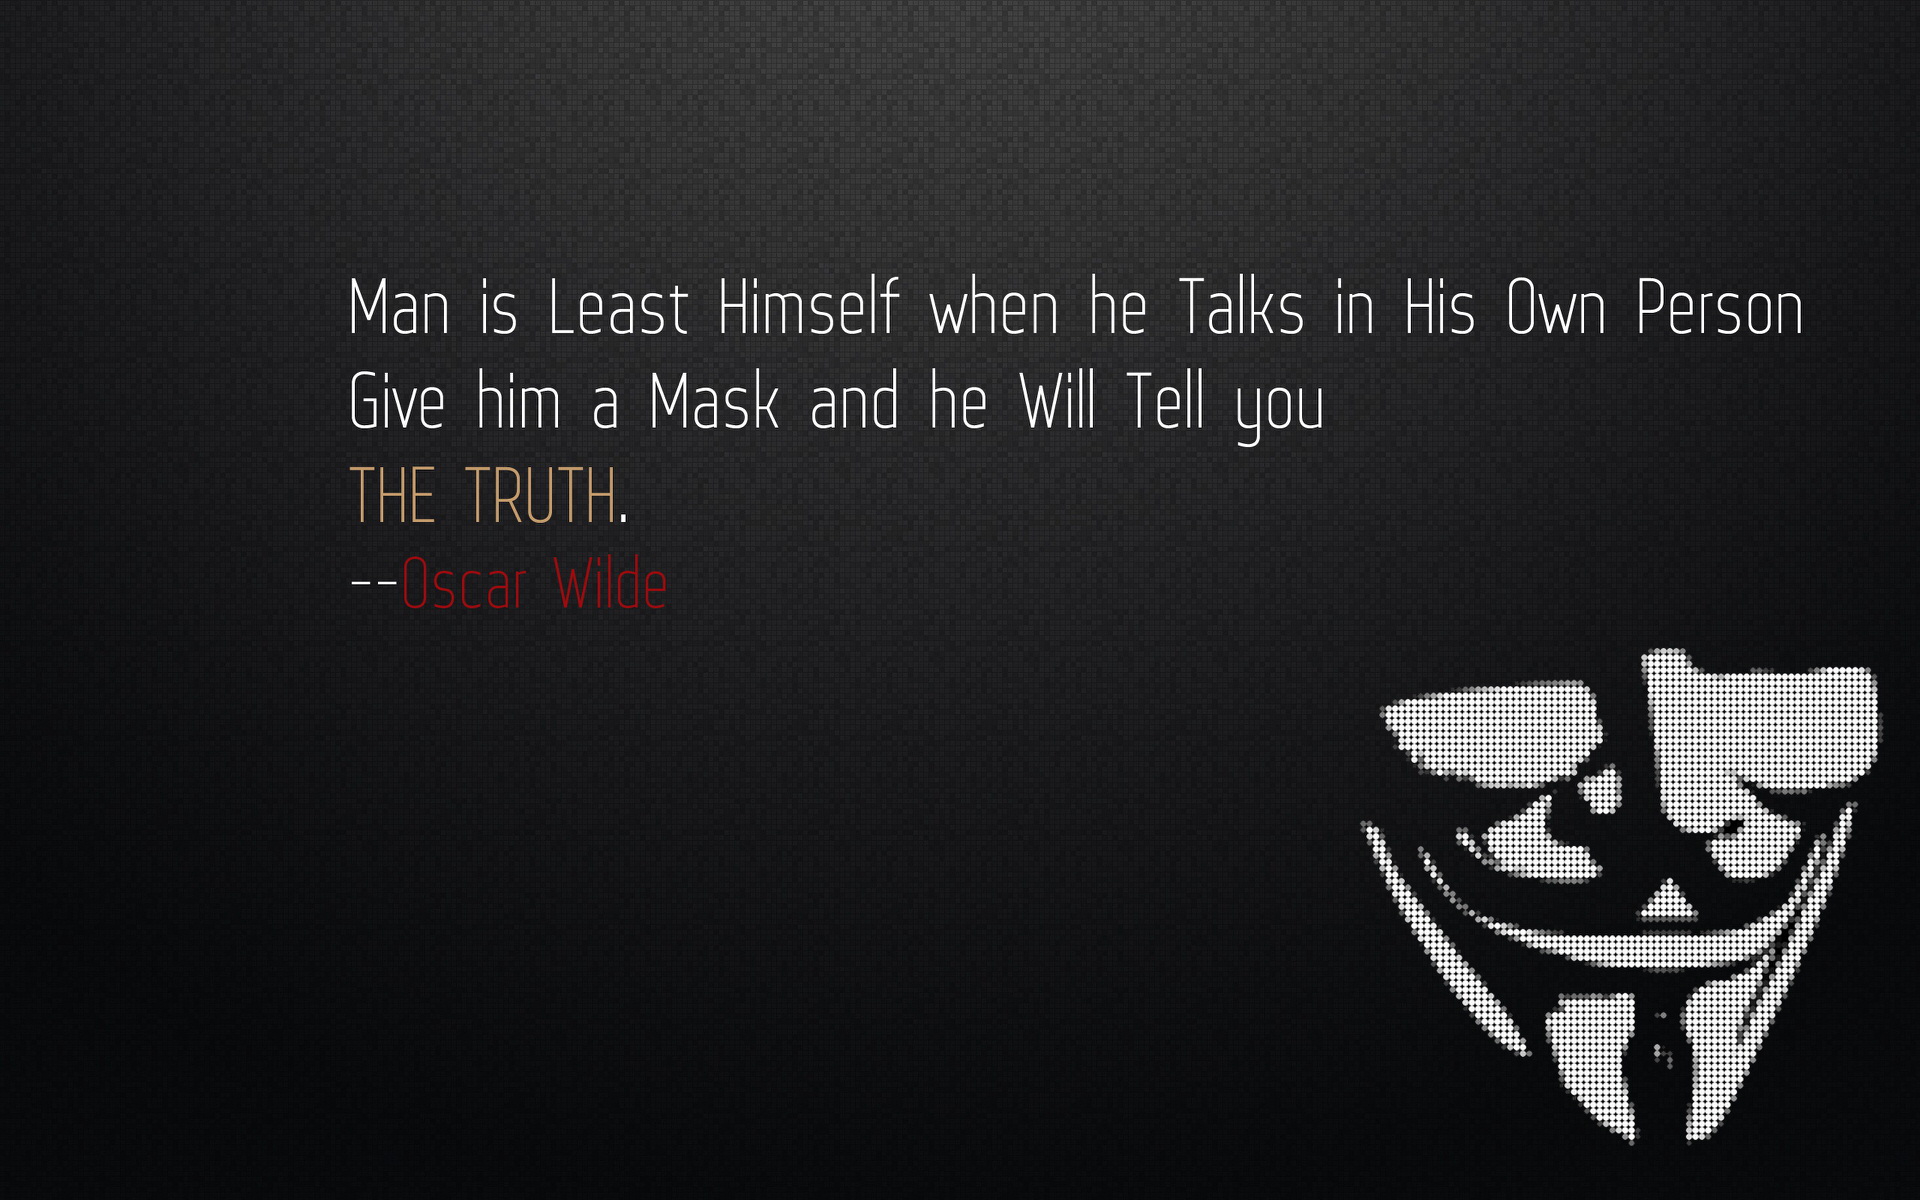 Man is Least Himself when he Talks in His Own Person
Give him a Mask and he Will Tell you
THE TRUTH.
--Oscar Wilde